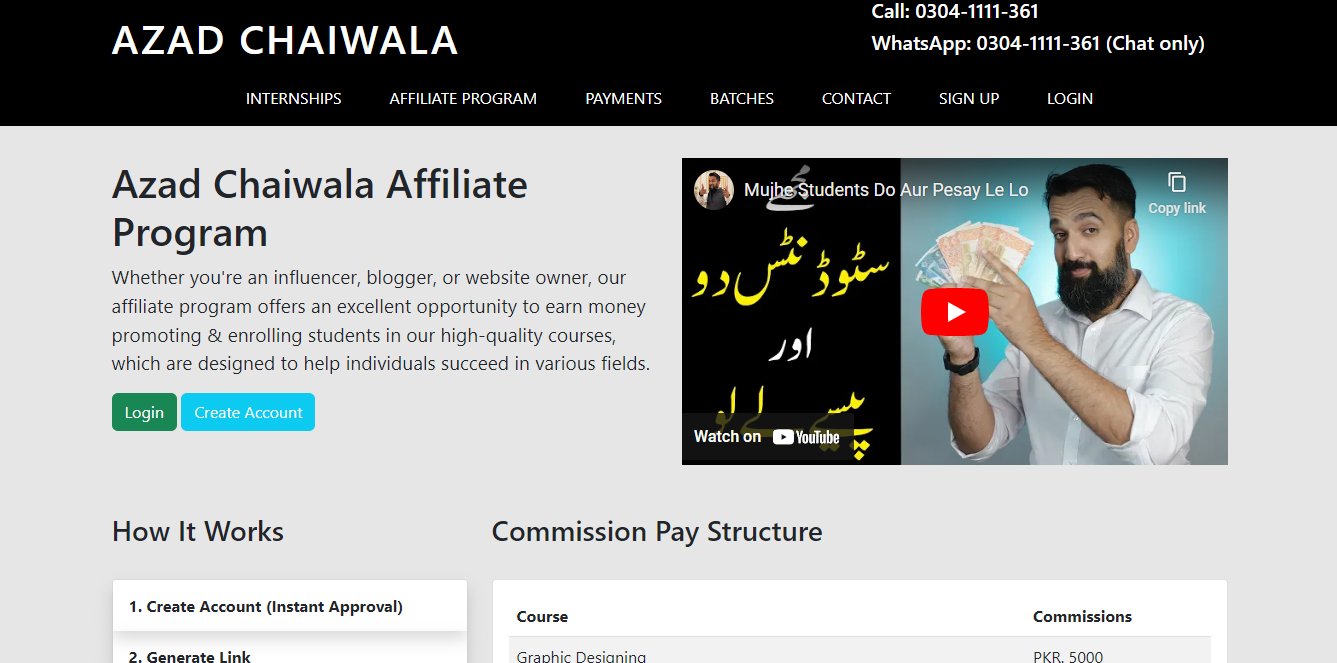 AZAD CHAIWALA
Call: 0304-1111-361
WhatsApp: 0304-1111-361 (Chat only)
INTERNSHIPS AFFILIATE PROGRAM PAYMENTS BATCHES CONTACT SIGN UP LOGIN
Azad Chaiwala Affiliate
Program
Whether you're an influencer, blogger, or website owner, our
affiliate program offers an excellent opportunity to earn money
promoting & enrolling students in our high-quality courses,
which are designed to help individuals succeed in various fields.
Login Create Account
Mujhe Students Do Aur Pesay Le Lo
Copy link
مجھے
سٹوڈنٹس دو
اور
پیسے لے لو
Watch on YouTube
How It Works
1. Create Account (Instant Approval)
2. Generate Link
Commission Pay Structure
Course Commissions
Graphic Designing PKR. 5000